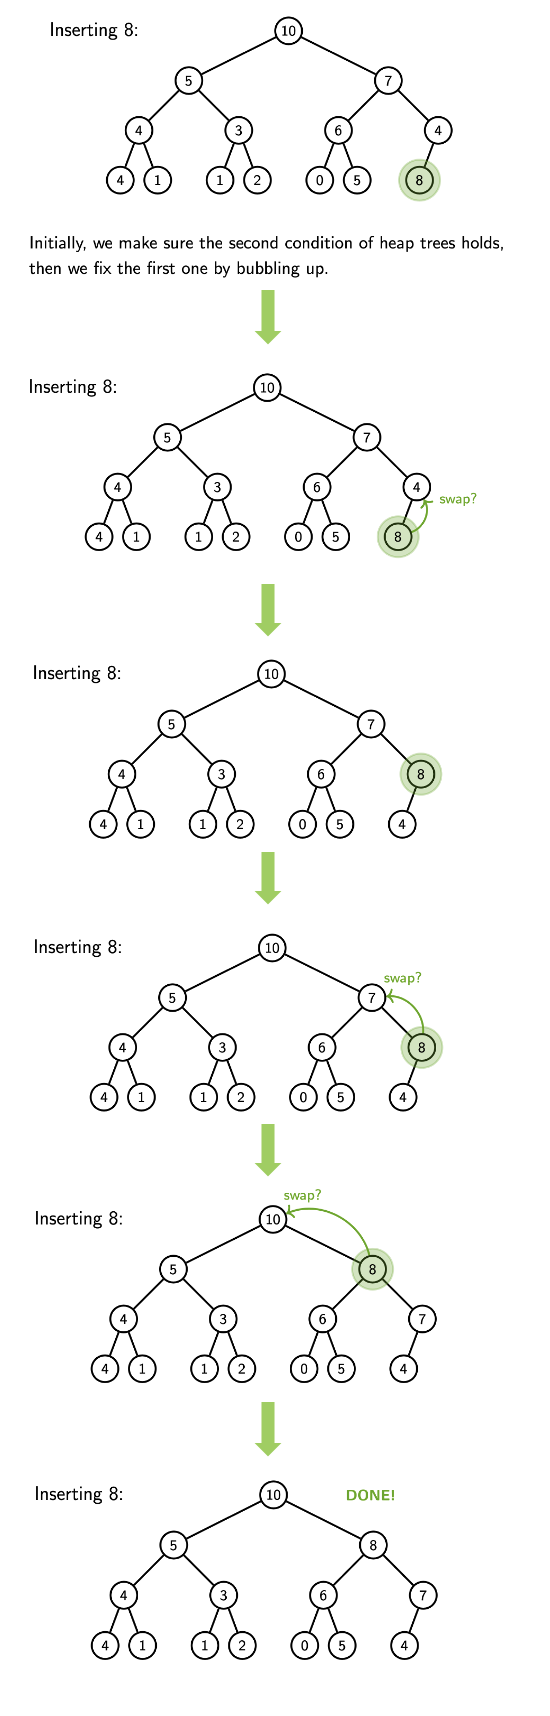 Inserting 8:
10
5 7
4 3 6 4
4 1 1 2 0 5 8
Initially, we make sure the second condition of heap trees holds,
then we fix the first one by bubbling up.
Inserting 8:
10
5 7
4 3 6 4
swap?
4 1 1 2 0 5 8
Inserting 8:
10
5 7
4 3 6 8
4 1 1 2 0 5 4
Inserting 8:
10
swap?
5 7
4 3 6 8
4 1 1 2 0 5 4
swap?
Inserting 8:
10
5 8
4 3 6 7
4 1 1 2 0 5 4
Inserting 8:
10 DONE!
5 8
4 3 6 7
4 1 1 2 0 5 4